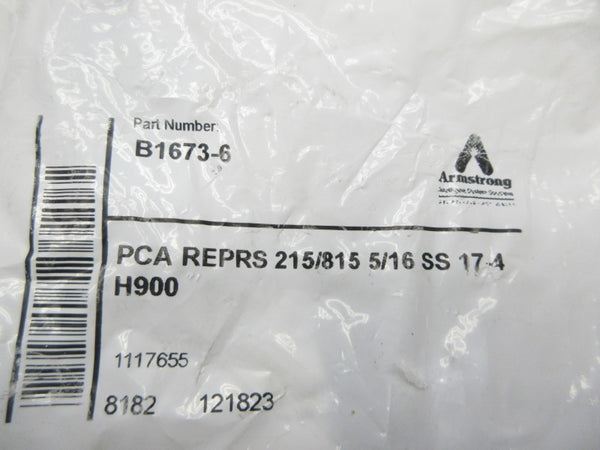 Part Number:
B1673-6
Armstrong
PCA REPRS 215/815 5/16 SS 17-4
H900
1117655
8182 121823